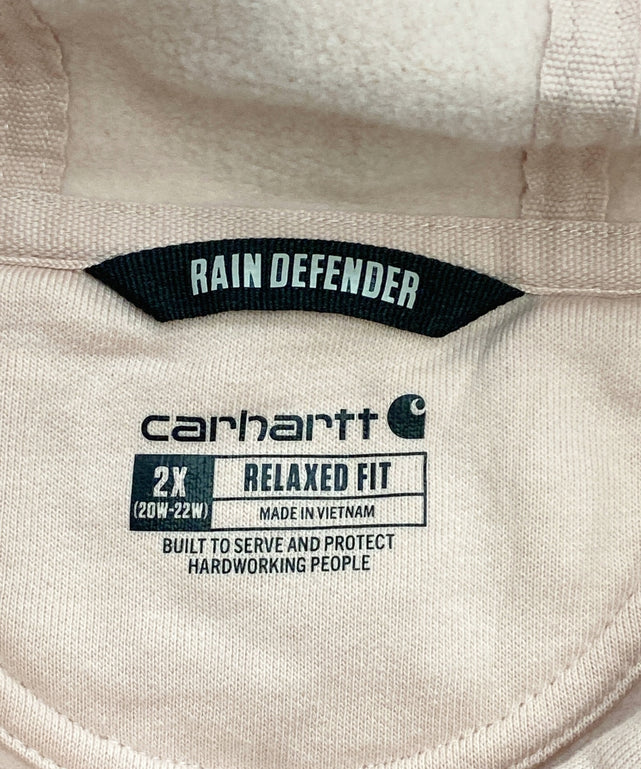 RAIN DEFENDER
carhartt
2X
(20W-22W)
RELAXED FIT
MADE IN VIETNAM
BUILT TO SERVE AND PROTECT
HARDWORKING PEOPLE